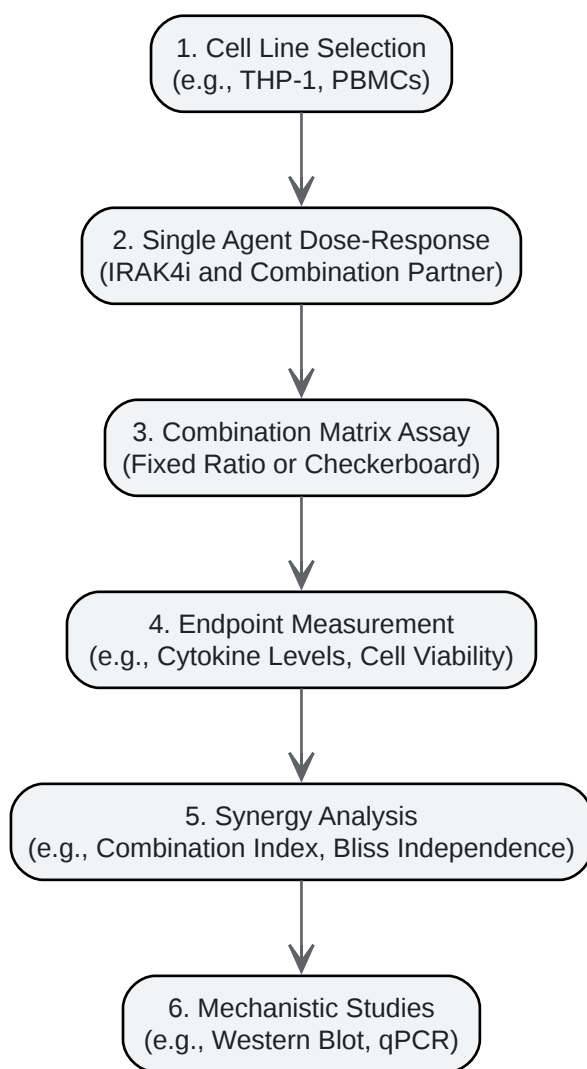 1. Cell Line Selection
(e.g., THP-1, PBMCs)
2. Single Agent Dose-Response
(IRAK4i and Combination Partner)
3. Combination Matrix Assay
(Fixed Ratio or Checkerboard)
4. Endpoint Measurement
(e.g., Cytokine Levels, Cell Viability)
5. Synergy Analysis
(e.g., Combination Index, Bliss Independence)
6. Mechanistic Studies
(e.g., Western Blot, qPCR)